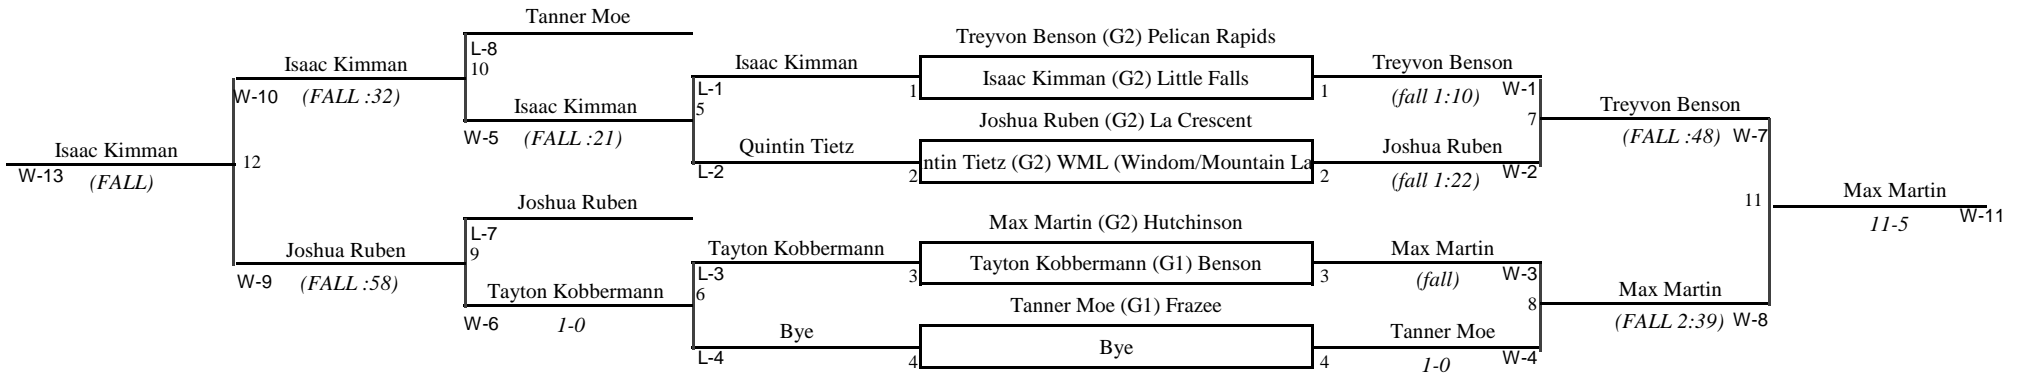 Tanner Moe
L-8
10
Isaac Kimman
W-10
(FALL :32)
Isaac Kimman
W-5
(FALL :21)
Isaac Kimman
W-13
(FALL)
12
Joshua Ruben
L-7
9
Joshua Ruben
W-9
(FALL :58)
Tayton Kobbermann
W-6
1-0
Isaac Kimman
L-1
5
Quintin Tietz
L-2
Tayton Kobbermann
L-3
6
Bye
L-4
Treyvon Benson (G2) Pelican Rapids
1 Isaac Kimman (G2) Little Falls 1
Joshua Ruben (G2) La Crescent
2 ntin Tietz (G2) WML (Windom/Mountain La 2
Max Martin (G2) Hutchinson
3 Tayton Kobbermann (G1) Benson 3
Tanner Moe (G1) Frazee
4 Bye 4
Treyvon Benson
(fall 1:10) W-1
7
Joshua Ruben
(fall 1:22) W-2
Max Martin
(fall) W-3
8
Tanner Moe
1-0 W-4
Treyvon Benson
(FALL :48) W-7
11
Max Martin
(FALL 2:39) W-8
Max Martin
11-5 W-11